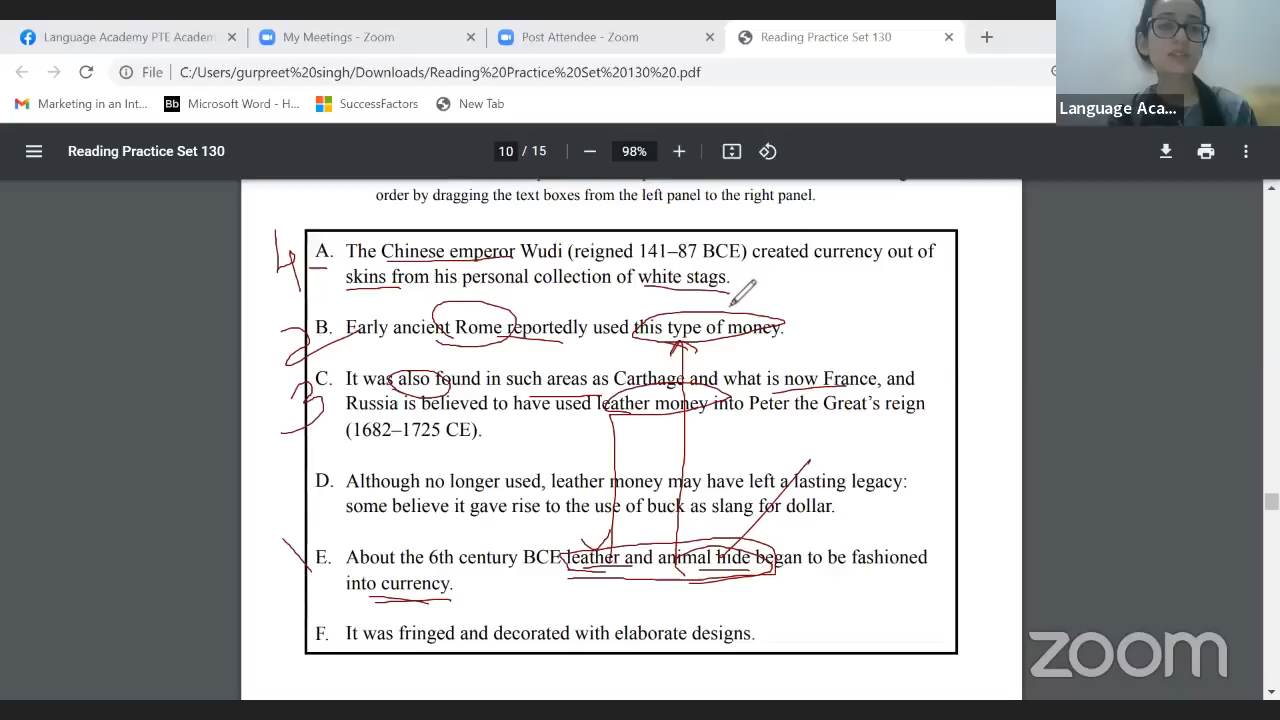 Language Academy PTE Academ
My Meetings - Zoom
Post Attendee - Zoom
Reading Practice Set 130
File
C:/Users/gurpreet%20singh/Downloads/Reading%20Practice%20Set%20130%20.pdf
Marketing in an Int...
Bb
Microsoft Word - H...
SuccessFactors
New Tab
Language Aca...
Reading Practice Set 130
10 / 15
98%
order by dragging the text boxes from the left panel to the right panel.
4 A. The Chinese emperor Wudi (reigned 141–87 BCE) created currency out of
skins from his personal collection of white stags.
2 B. Early ancient Rome reportedly used this type of money.
3 C. It was also found in such areas as Carthage and what is now France, and
Russia is believed to have used leather money into Peter the Great's reign
(1682–1725 CE).
D. Although no longer used, leather money may have left a lasting legacy:
some believe it gave rise to the use of buck as slang for dollar.
E. About the 6th century BCE leather and animal hide began to be fashioned
into currency.
F. It was fringed and decorated with elaborate designs.
zoom